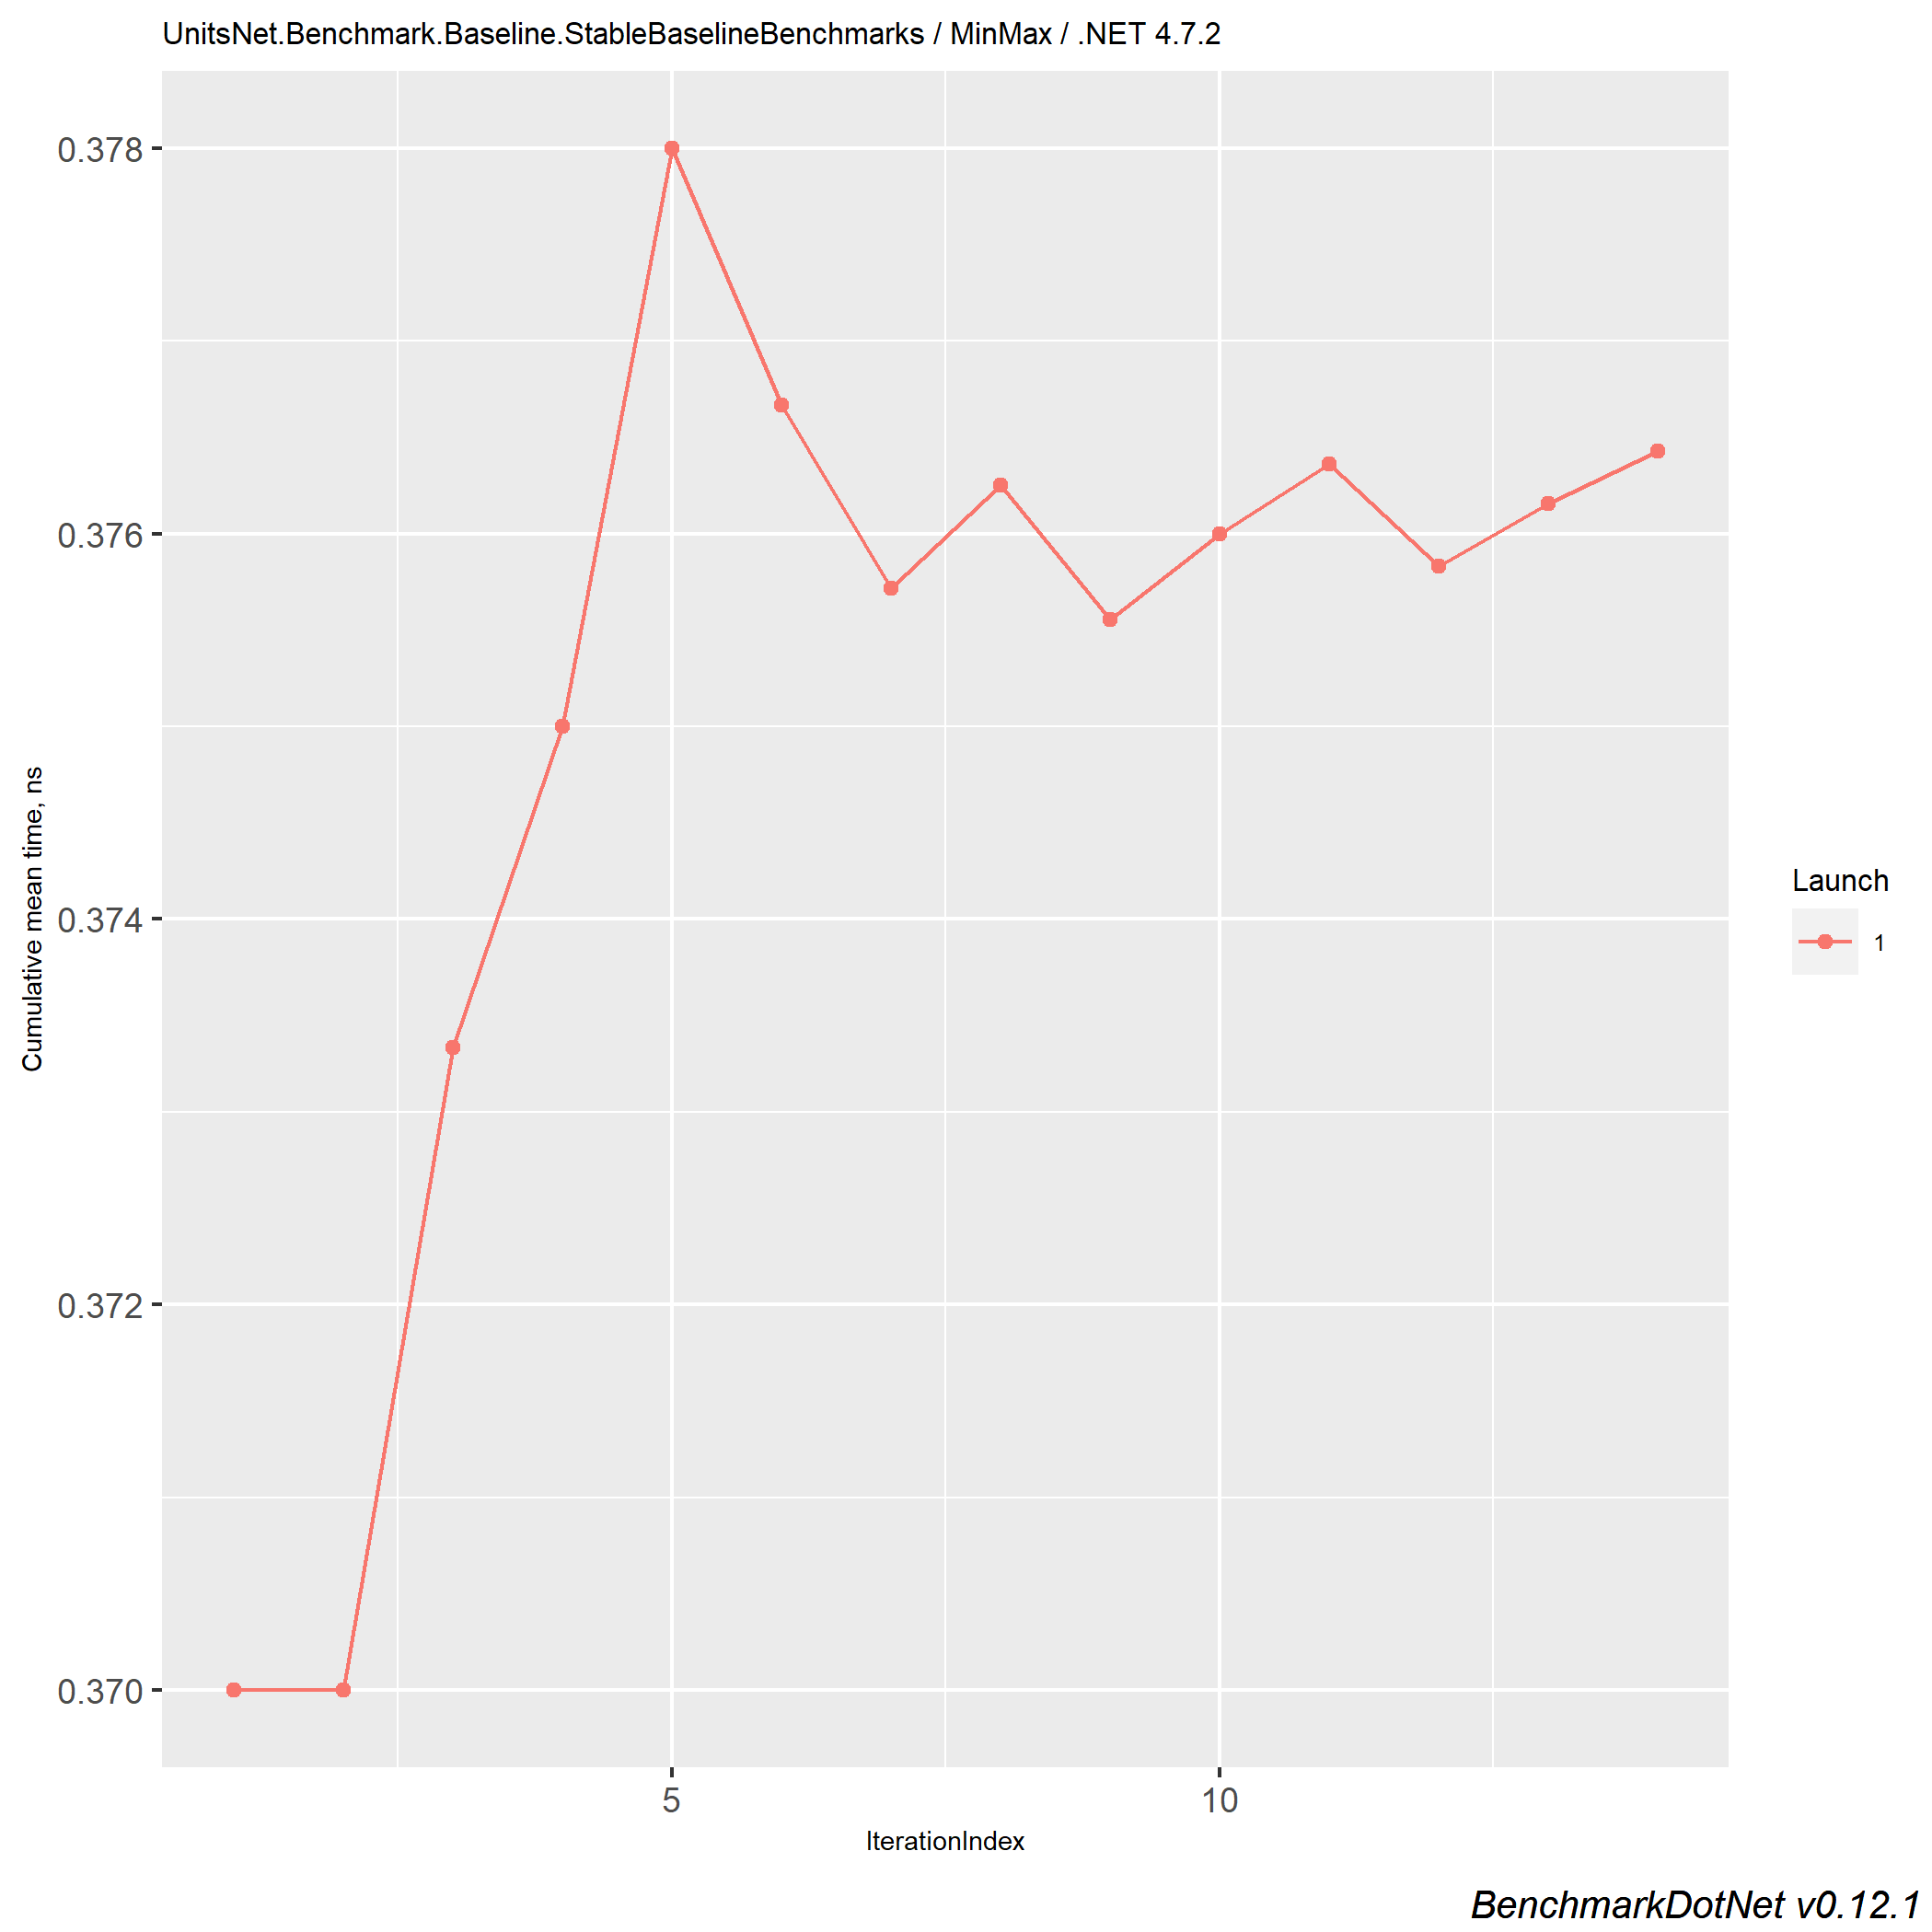 UnitsNet.Benchmark.Baseline.StableBaselineBenchmarks / MinMax / .NET 4.7.2
0.378
0.376
0.374
0.372
0.370
Cumulative mean time, ns
5
10
IterationIndex
Launch
1
BenchmarkDotNet v0.12.1